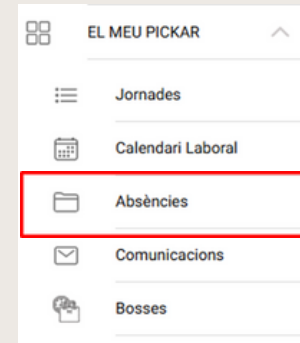 EL MEU PICKAR
Jornades
Calendari Laboral
Absències
Comunicacions
Bosses